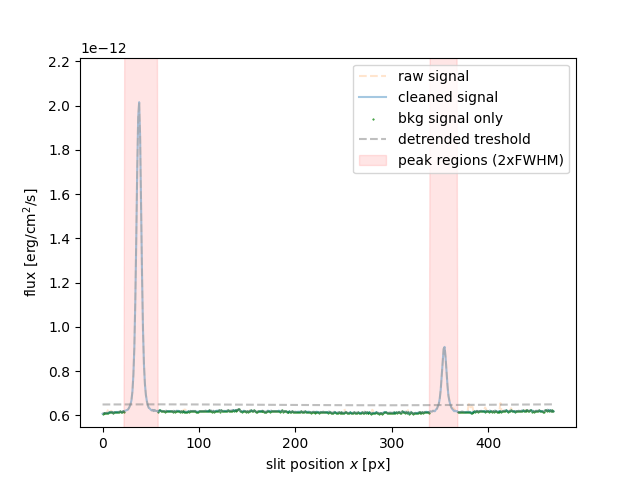 1e−12
2.2
2.0
1.8
1.6
1.4
1.2
1.0
0.8
0.6
flux [erg/cm²/s]
raw signal
cleaned signal
bkg signal only
detrended treshold
peak regions (2xFWHM)
0 100 200 300 400
slit position x [px]